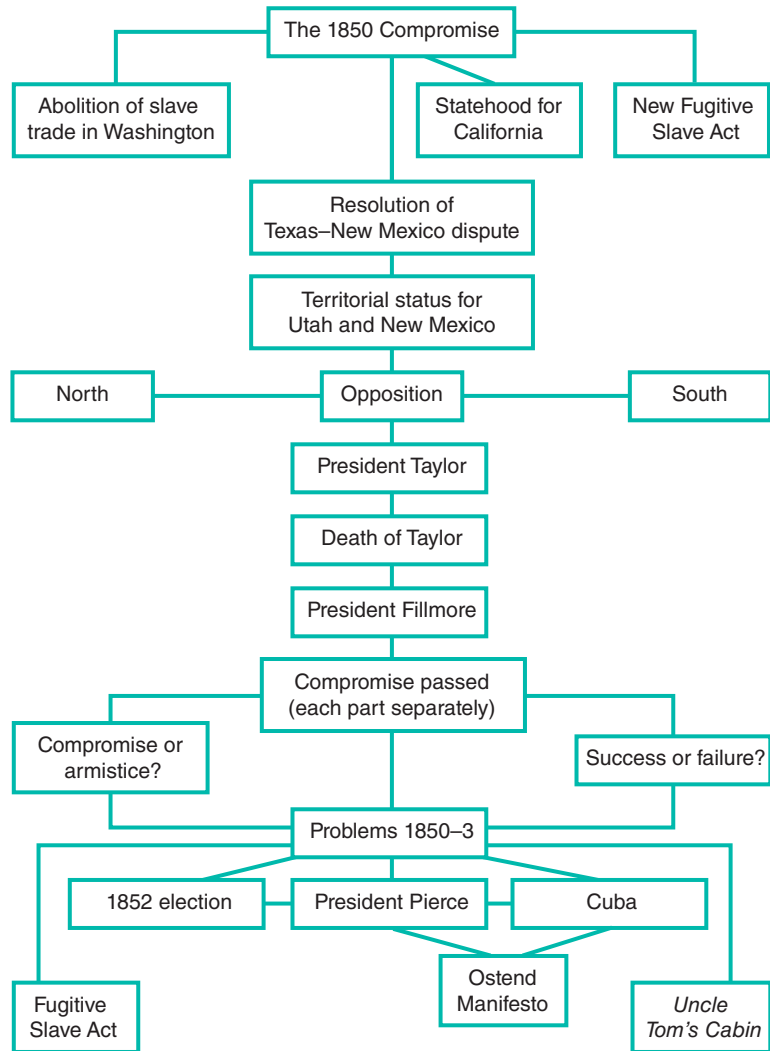 The 1850 Compromise
Abolition of slave
trade in Washington
Statehood for
California
New Fugitive
Slave Act
Resolution of
Texas–New Mexico dispute
Territorial status for
Utah and New Mexico
North
Opposition
South
President Taylor
Death of Taylor
President Fillmore
Compromise passed
(each part separately)
Compromise or
armistice?
Success or failure?
Problems 1850–3
1852 election
President Pierce
Cuba
Ostend
Manifesto
Fugitive
Slave Act
Uncle
Tom's Cabin